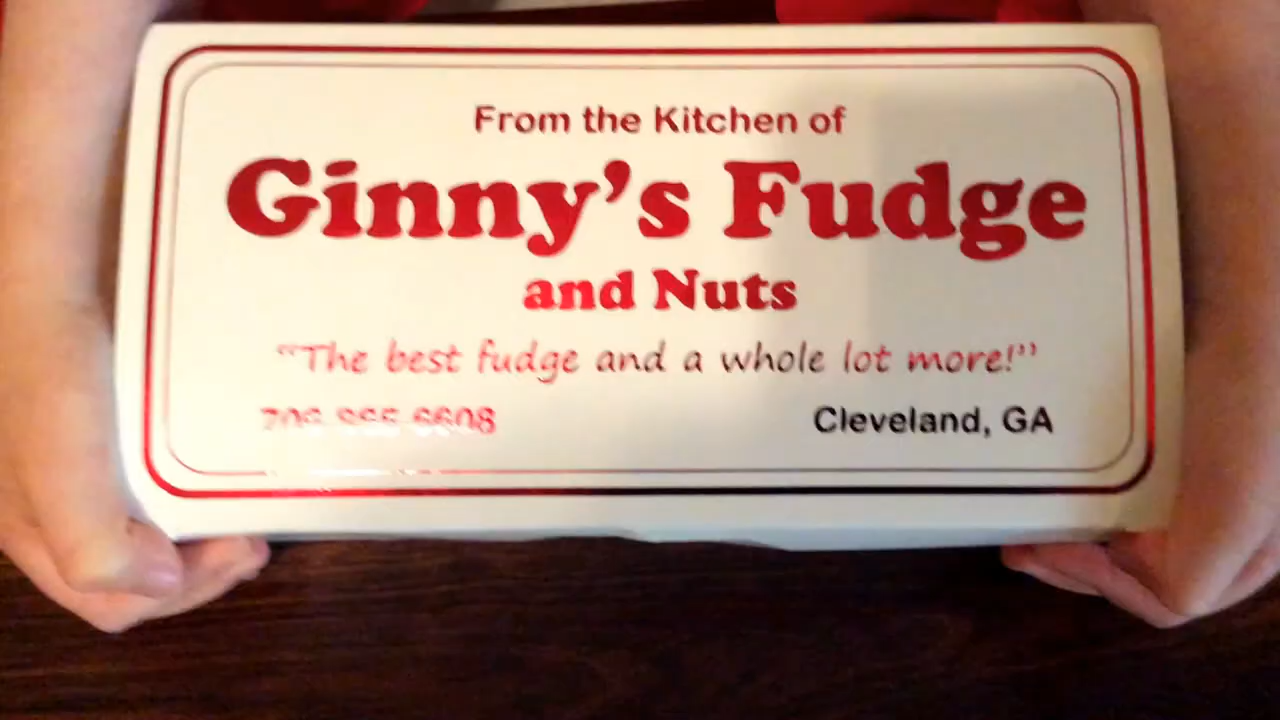 From the Kitchen of
Ginny's Fudge
and Nuts
“The best fudge and a whole lot more!”
Cleveland, GA